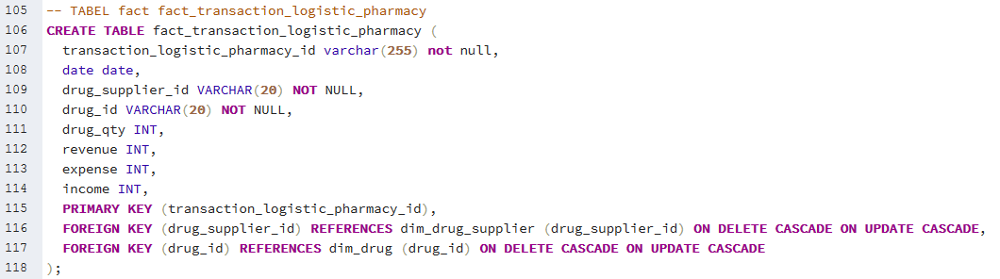 105 -- TABEL fact fact_transaction_logistic_pharmacy
106 CREATE TABLE fact_transaction_logistic_pharmacy (
107   transaction_logistic_pharmacy_id varchar(255) not null,
108   date date,
109   drug_supplier_id VARCHAR(20) NOT NULL,
110   drug_id VARCHAR(20) NOT NULL,
111   drug_qty INT,
112   revenue INT,
113   expense INT,
114   income INT,
115   PRIMARY KEY (transaction_logistic_pharmacy_id),
116   FOREIGN KEY (drug_supplier_id) REFERENCES dim_drug_supplier (drug_supplier_id) ON DELETE CASCADE ON UPDATE CASCADE,
117   FOREIGN KEY (drug_id) REFERENCES dim_drug (drug_id) ON DELETE CASCADE ON UPDATE CASCADE
118 );